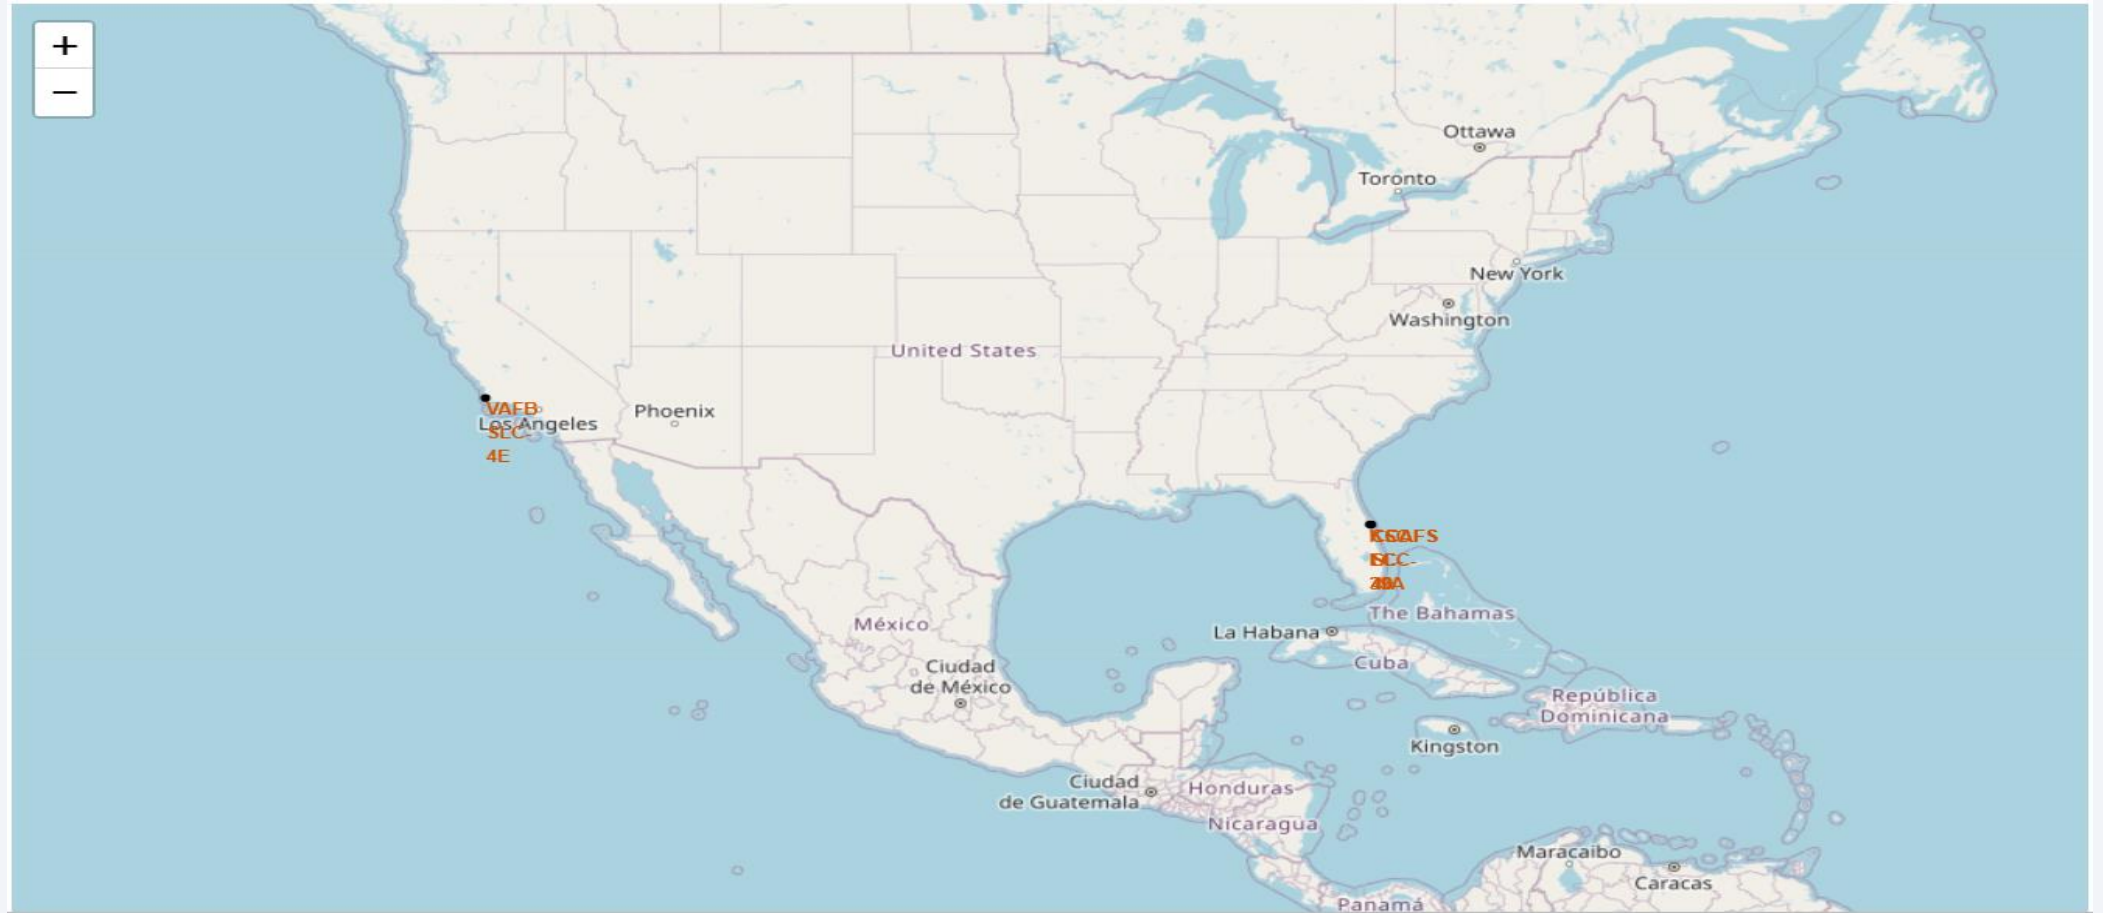 +
−
Ottawa
Toronto
New York
Washington
United States
VAFB
Los Angeles
SLC-
4E
Phoenix
México
Ciudad
de México
La Habana
The Bahamas
Cuba
República
Dominicana
Kingston
Ciudad
de Guatemala
Honduras
Nicaragua
Maracaibo
Caracas
Panamá